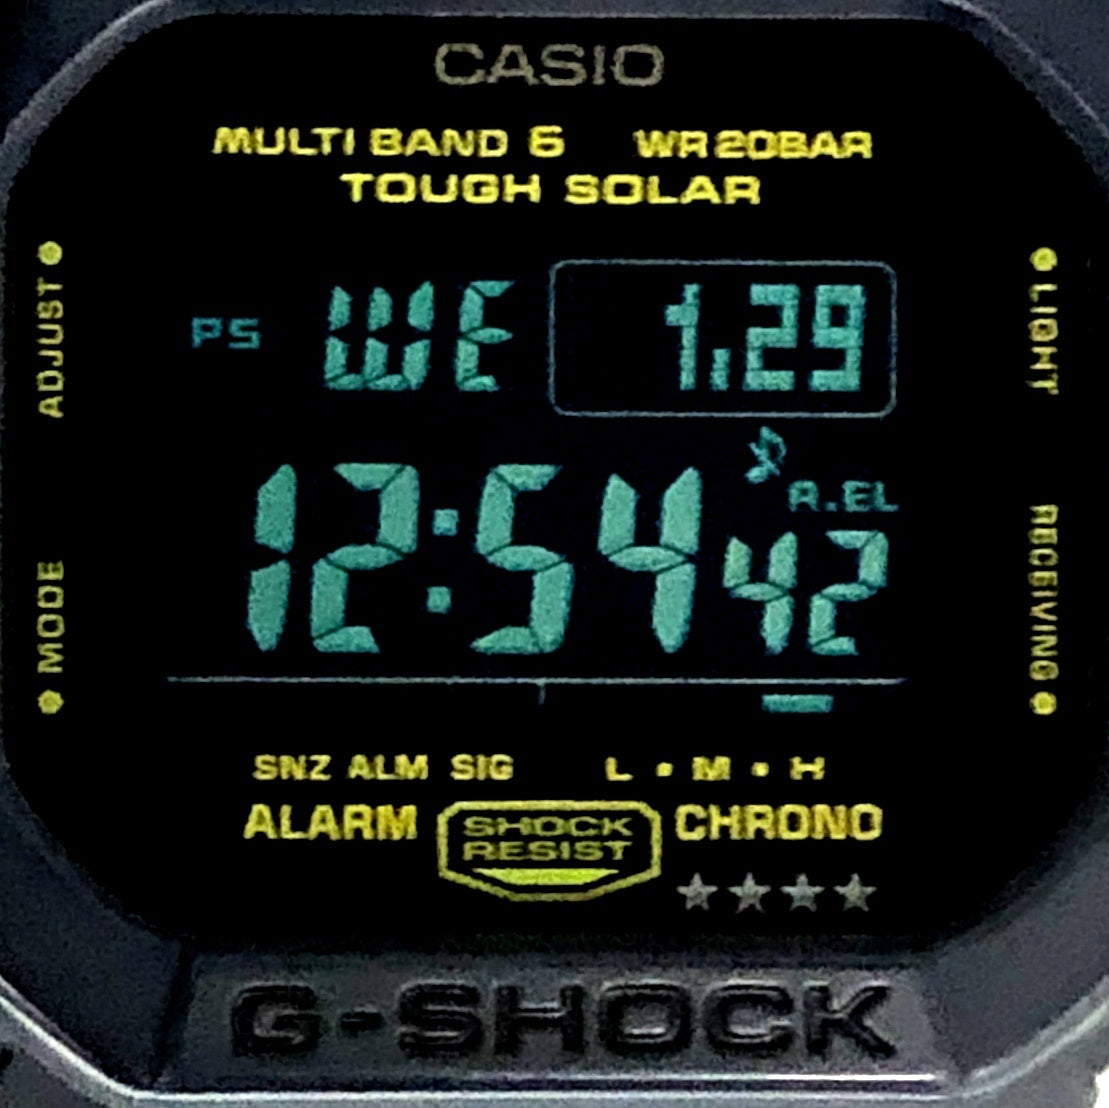 CASIO
MULTI BAND 6 WR20BAR
TOUGH SOLAR
ADJUST
LIGHT
PS WE 1.29
A.EL
12:54 42
MODE
RECEIVING
SNZ ALM SIG L • M • H
ALARM SHOCK RESIST CHRONO
G-SHOCK